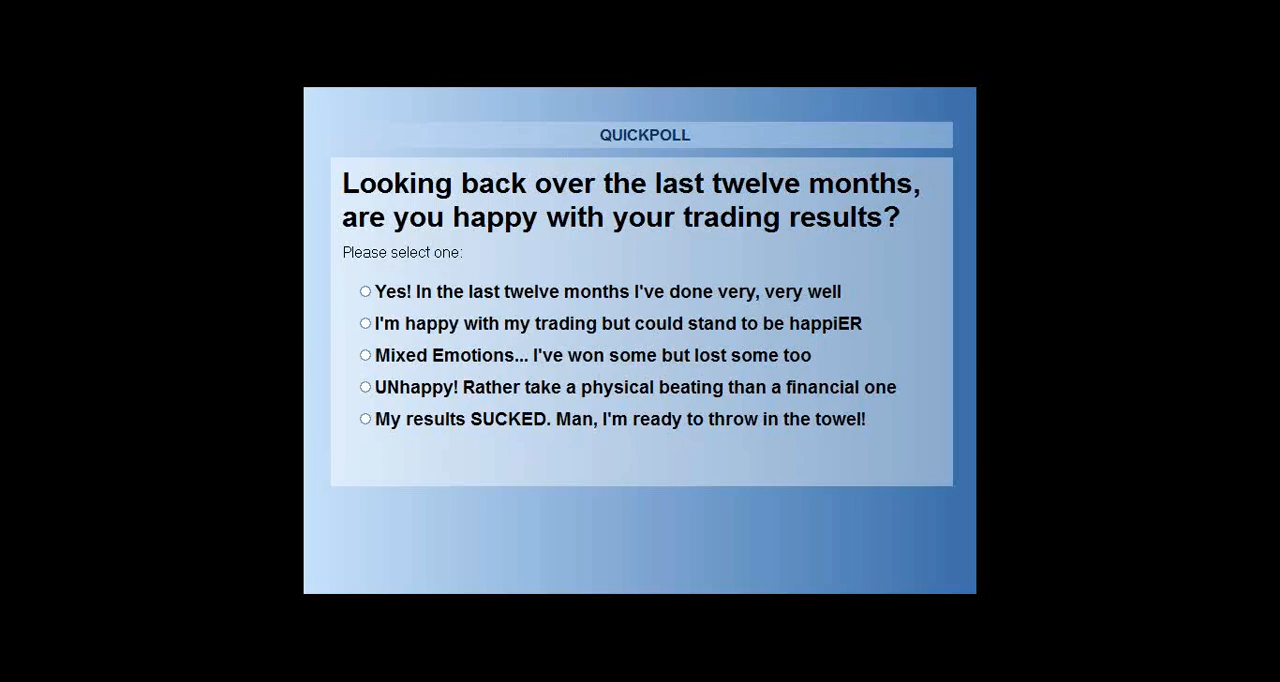 QUICKPOLL
Looking back over the last twelve months,
are you happy with your trading results?
Please select one:
Yes! In the last twelve months I've done very, very well
I'm happy with my trading but could stand to be happiER
Mixed Emotions... I've won some but lost some too
UNhappy! Rather take a physical beating than a financial one
My results SUCKED. Man, I'm ready to throw in the towel!